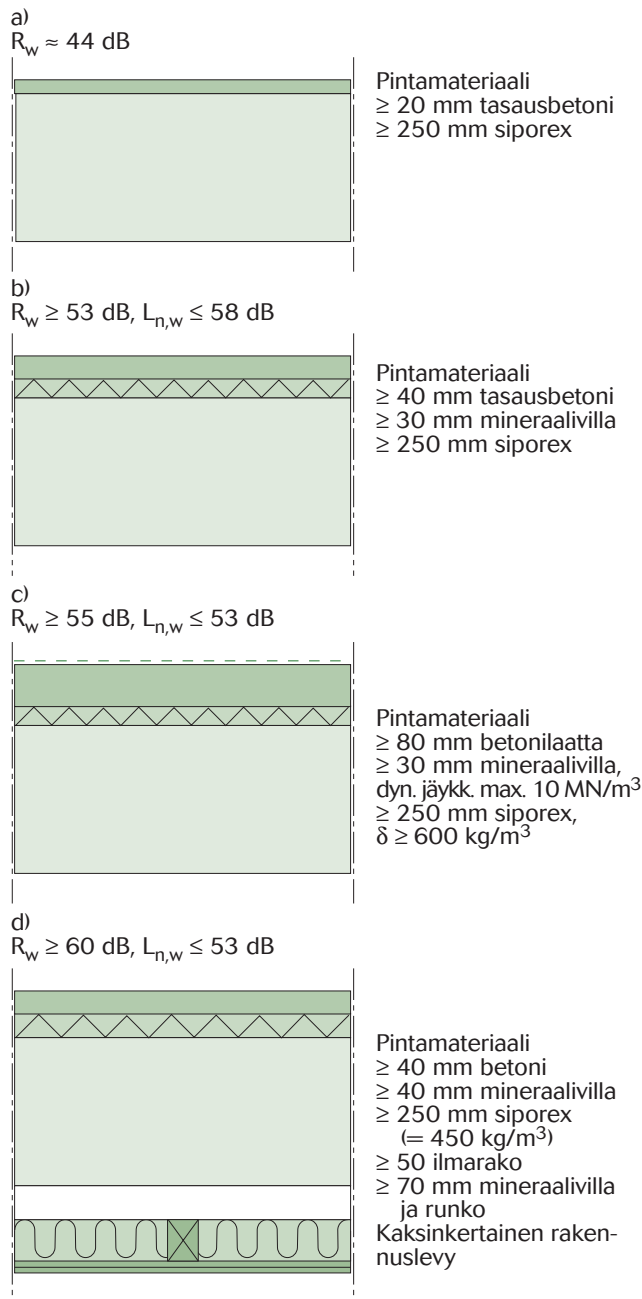 a)
R_w ≈ 44 dB
Pintamateriaali
≥ 20 mm tasausbetoni
≥ 250 mm siporex
b)
R_w ≥ 53 dB, L_n,w ≤ 58 dB
Pintamateriaali
≥ 40 mm tasausbetoni
≥ 30 mm mineraalivilla
≥ 250 mm siporex
c)
R_w ≥ 55 dB, L_n,w ≤ 53 dB
Pintamateriaali
≥ 80 mm betonilaatta
≥ 30 mm mineraalivilla,
dyn. jäykk. max. 10 MN/m³
≥ 250 mm siporex,
δ ≥ 600 kg/m³
d)
R_w ≥ 60 dB, L_n,w ≤ 53 dB
Pintamateriaali
≥ 40 mm betoni
≥ 40 mm mineraalivilla
≥ 250 mm siporex
(= 450 kg/m³)
≥ 50 ilmarako
≥ 70 mm mineraalivilla
ja runko
Kaksinkertainen raken-
nuslevy